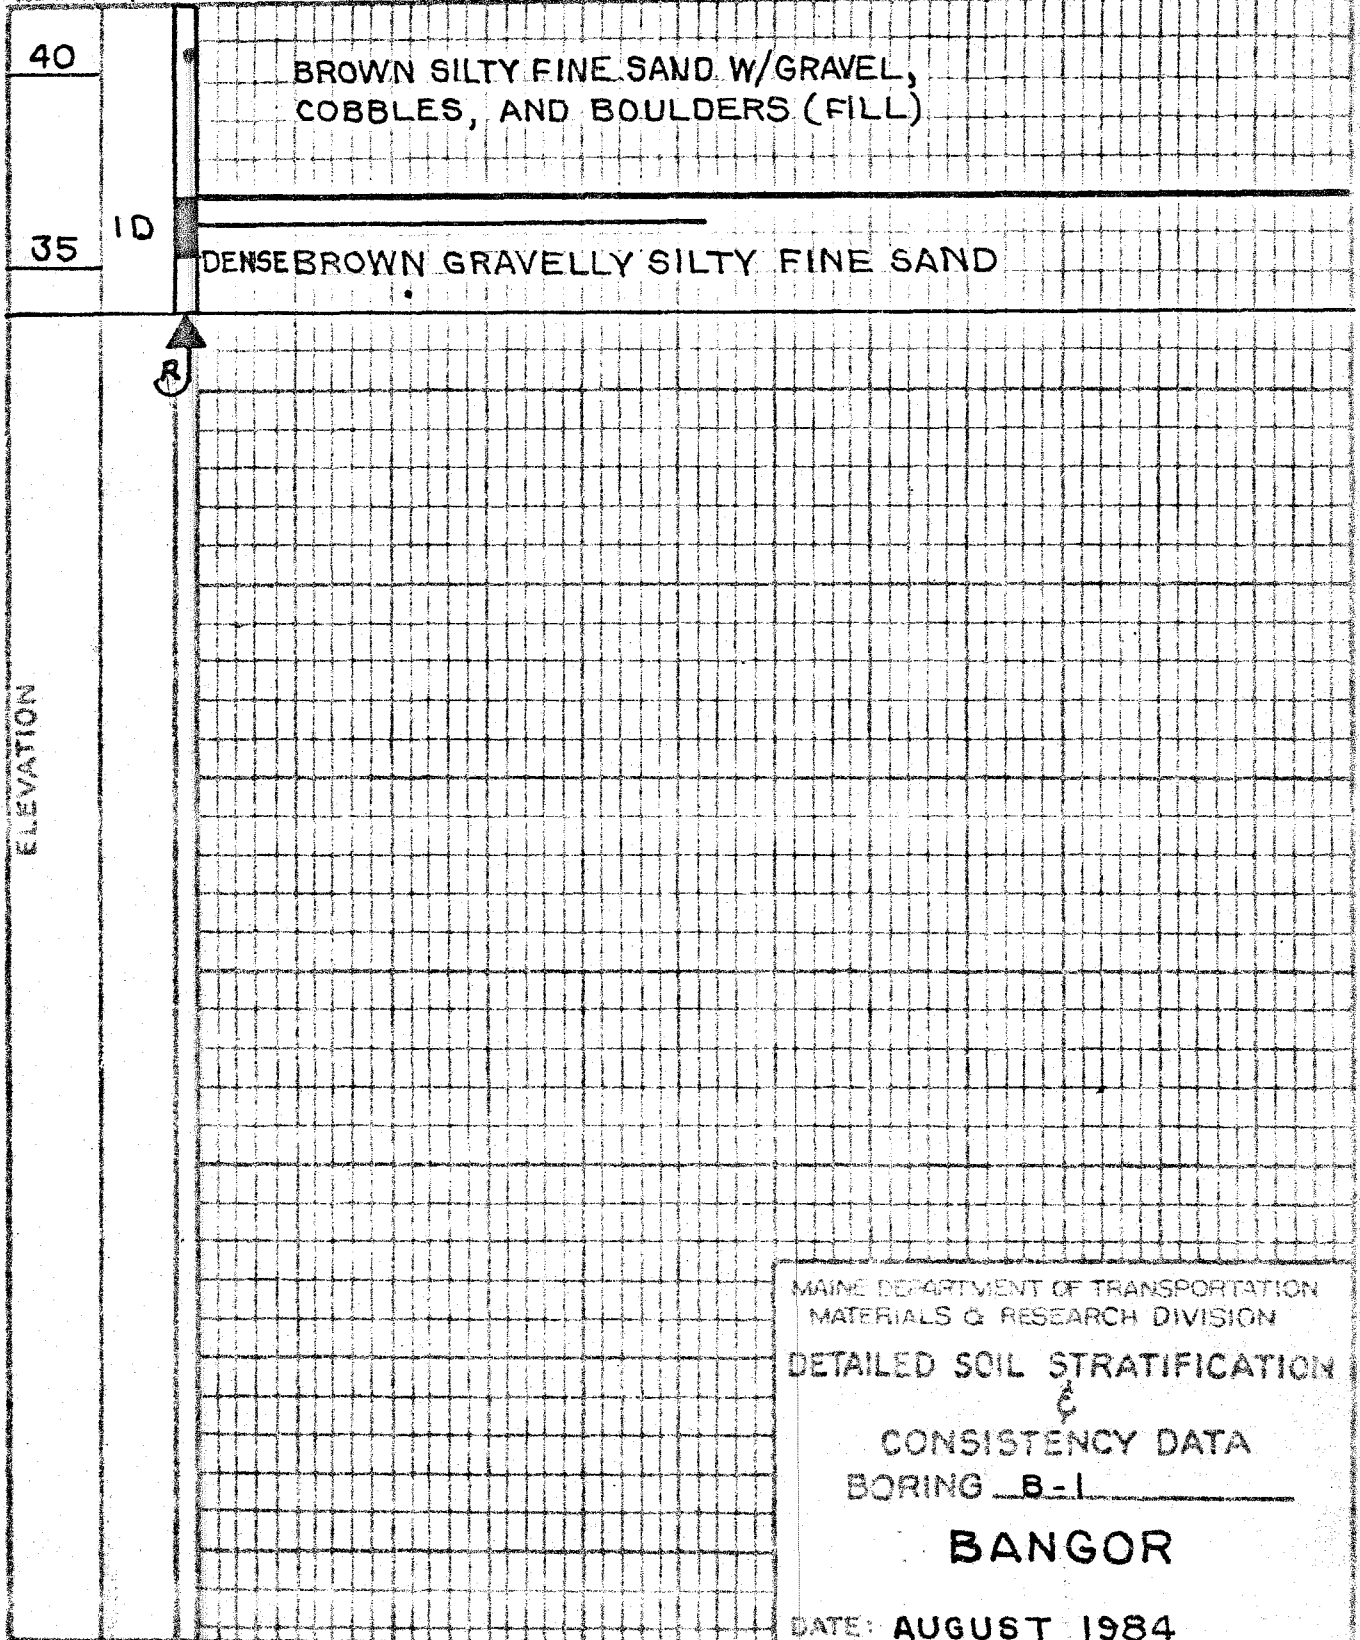 40
BROWN SILTY FINE SAND W/GRAVEL,
COBBLES, AND BOULDERS (FILL)
1D
35
DENSE BROWN GRAVELLY SILTY FINE SAND
R
ELEVATION
MAINE DEPARTMENT OF TRANSPORTATION
MATERIALS & RESEARCH DIVISION
DETAILED SOIL STRATIFICATION
&
CONSISTENCY DATA
BORING B-1
BANGOR
DATE: AUGUST 1984